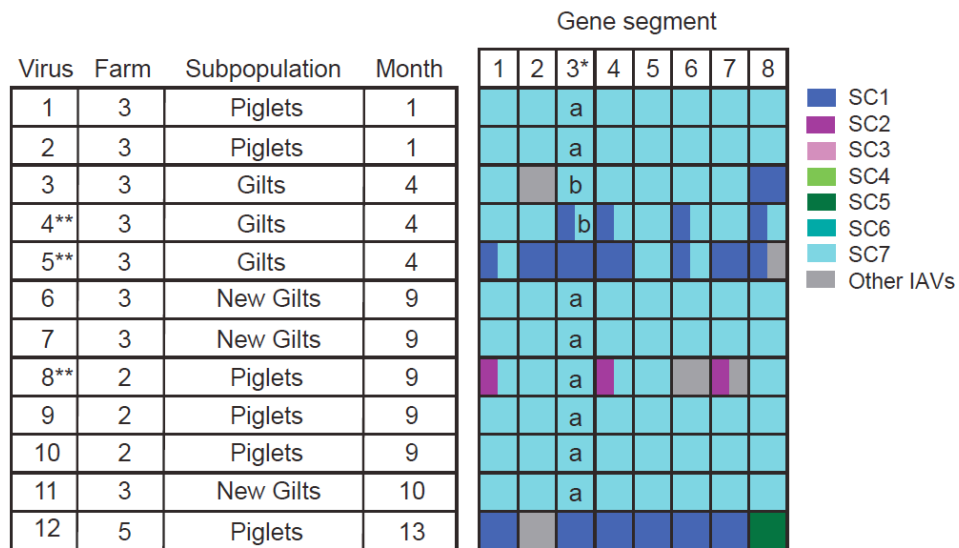 Gene segment
Virus Farm Subpopulation Month 1 2 3* 4 5 6 7 8
1 3 Piglets 1 a
2 3 Piglets 1 a
3 3 Gilts 4 b
4** 3 Gilts 4 b
5** 3 Gilts 4
6 3 New Gilts 9 a
7 3 New Gilts 9 a
8** 2 Piglets 9 a
9 2 Piglets 9 a
10 2 Piglets 9 a
11 3 New Gilts 10 a
12 5 Piglets 13
SC1
SC2
SC3
SC4
SC5
SC6
SC7
Other IAVs